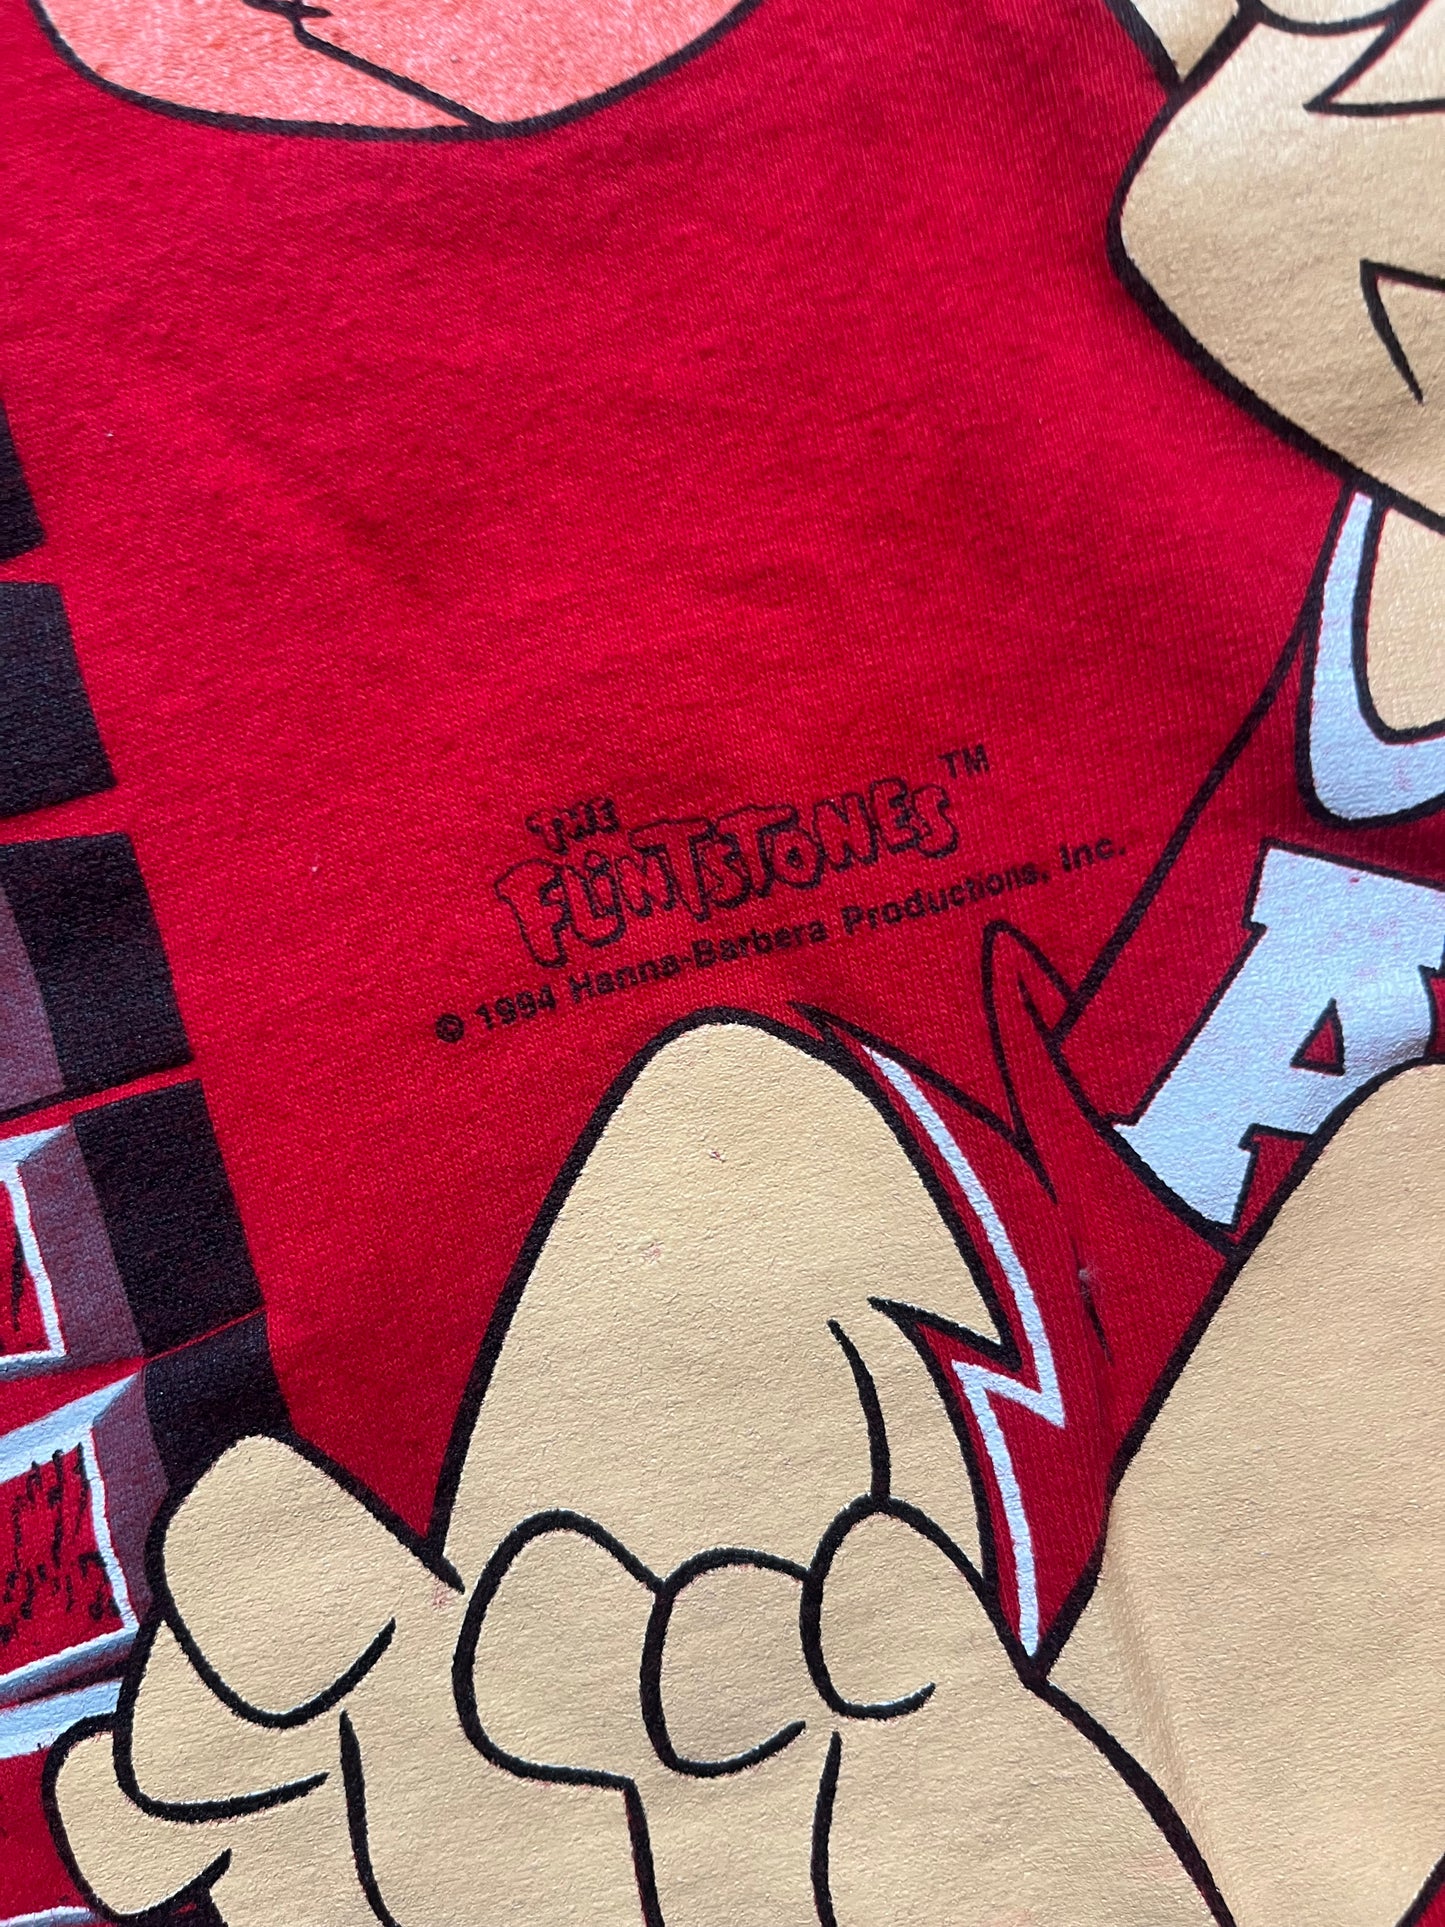 THE
FLINTSTONES™
© 1994 Hanna-Barbera Productions, Inc.